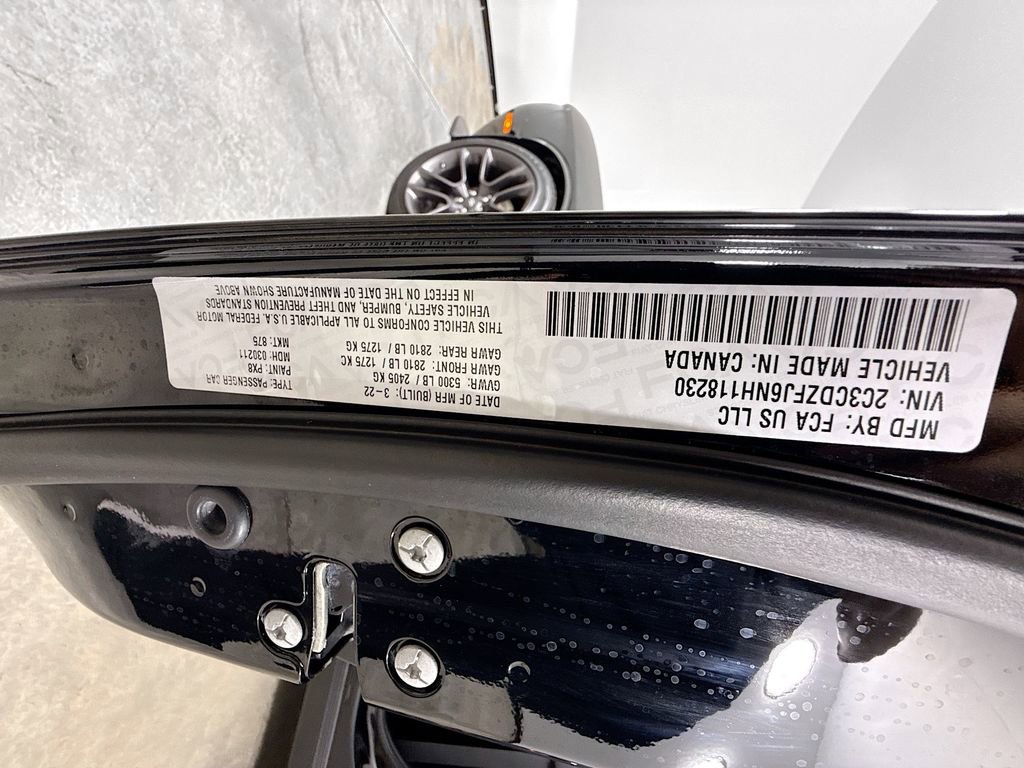 MFD BY: FCA US LLC
VIN: 2C3CDZFJ6NH118230
VEHICLE MADE IN: CANADA
DATE OF MFR (BUILT): 3-22
GVWR: 5300 LB / 2405 KG
GAWR FRONT: 2810 LB / 1275 KG
GAWR REAR: 2810 LB / 1275 KG
TYPE: PASSENGER CAR
PAINT: PX8
MDH 030211
MKT: 875
THIS VEHICLE CONFORMS TO ALL APPLICABLE U.S.A. FEDERAL MOTOR
VEHICLE SAFETY, BUMPER, AND THEFT PREVENTION STANDARDS
IN EFFECT ON THE DATE OF MANUFACTURE SHOWN ABOVE